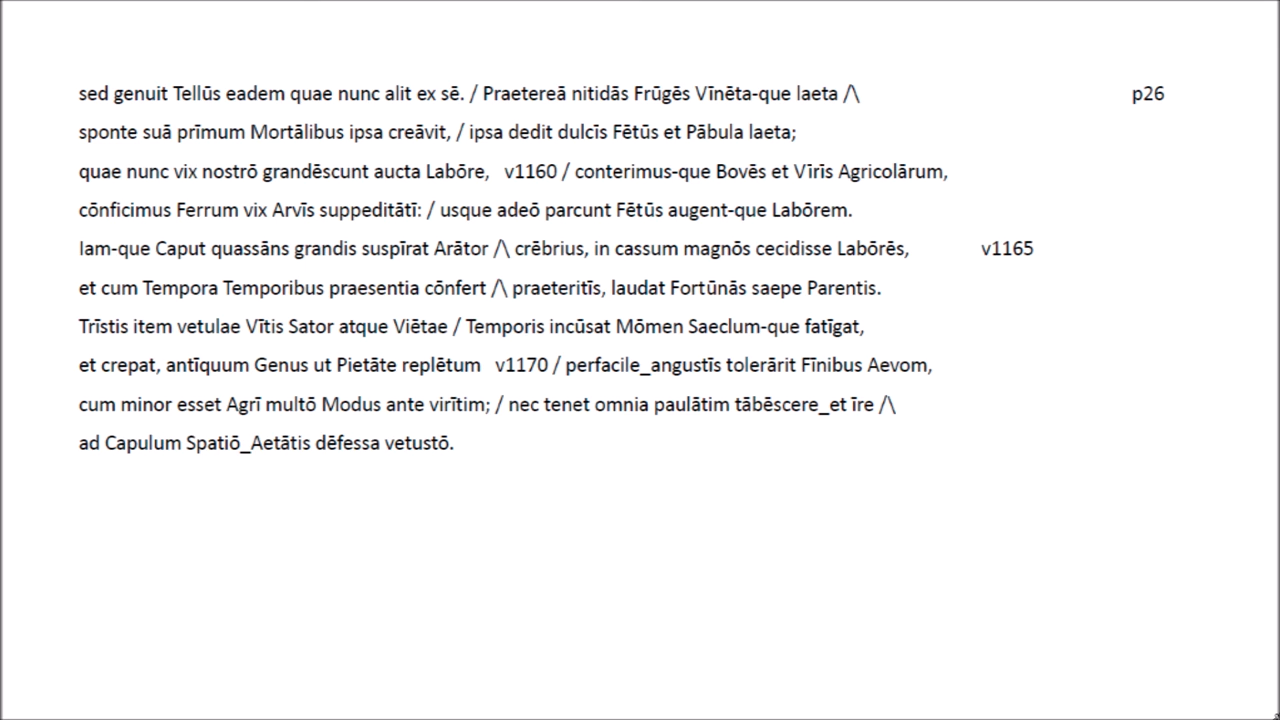 sed genuit Tellūs eadem quae nunc alit ex sē. / Praetereā nitidās Frūgēs Vīnēta-que laeta /\ p26
sponte suā prīmum Mortālibus ipsa creāvit, / ipsa dedit dulcīs Fētūs et Pābula laeta;
quae nunc vix nostrō grandēscunt aucta Labōre, v1160 / conterimus-que Bovēs et Vīris Agricolārum,
cōnficimus Ferrum vix Arvīs suppeditātī: / usque adeō parcunt Fētūs augent-que Labōrem.
Iam-que Caput quassāns grandis suspīrat Arātor /\ crēbrius, in cassum magnōs cecidisse Labōrēs, v1165
et cum Tempora Temporibus praesentia cōnfert /\ praeteritīs, laudat Fortūnās saepe Parentis.
Trīstis item vetulae Vītis Sator atque Viētae / Temporis incūsat Mōmen Saeclum-que fatīgat,
et crepat, antīquum Genus ut Pietāte replētum v1170 / perfacile_angustīs tolerārit Fīnibus Aevom,
cum minor esset Agrī multō Modus ante virītim; / nec tenet omnia paulātim tābēscere_et īre /\
ad Capulum Spatiō_Aetātis dēfessa vetustō.